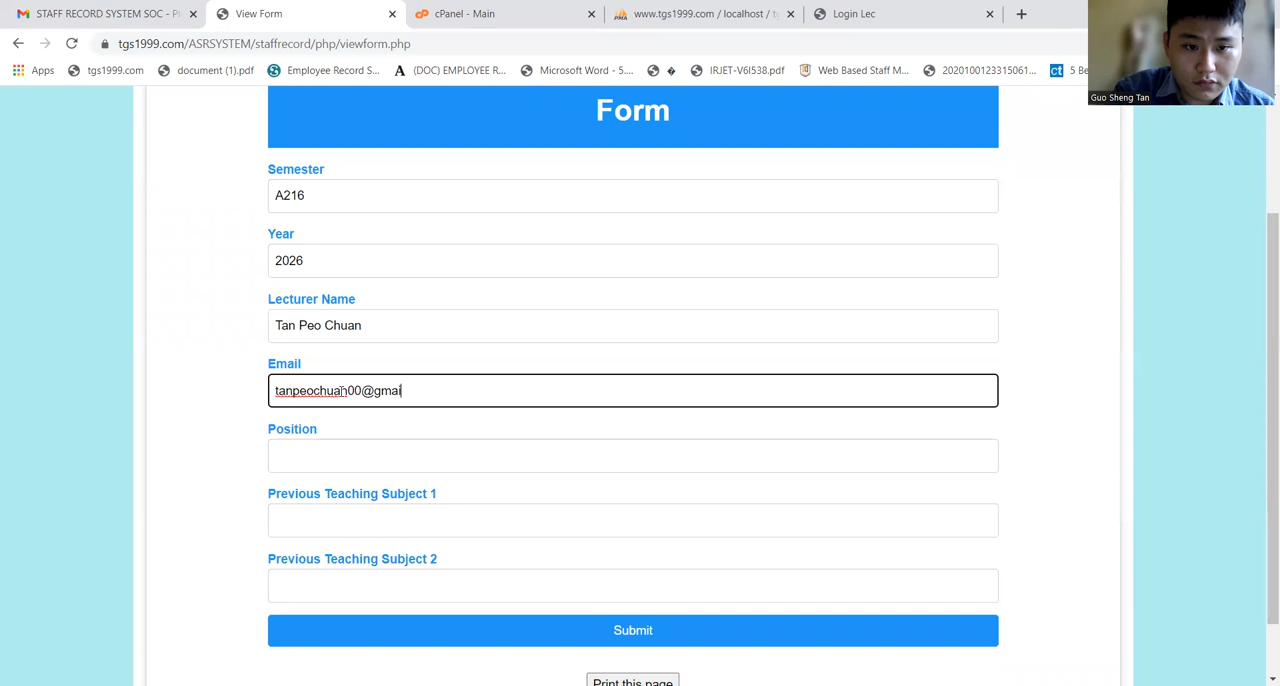 STAFF RECORD SYSTEM SOC - P
View Form
cPanel - Main
PMA
www.tgs1999.com / localhost / t
Login Lec
tgs1999.com/ASRSYSTEM/staffrecord/php/viewform.php
Apps
tgs1999.com
document (1).pdf
Employee Record S...
A
(DOC) EMPLOYEE R...
Microsoft Word - 5....
IRJET-V6I538.pdf
Web Based Staff M...
2020100123315061...
ct
5 Be
Guo Sheng Tan
Form
Semester
A216
Year
2026
Lecturer Name
Tan Peo Chuan
Email
tanpeochuan00@gmai
Position
Previous Teaching Subject 1
Previous Teaching Subject 2
Submit
Print this page